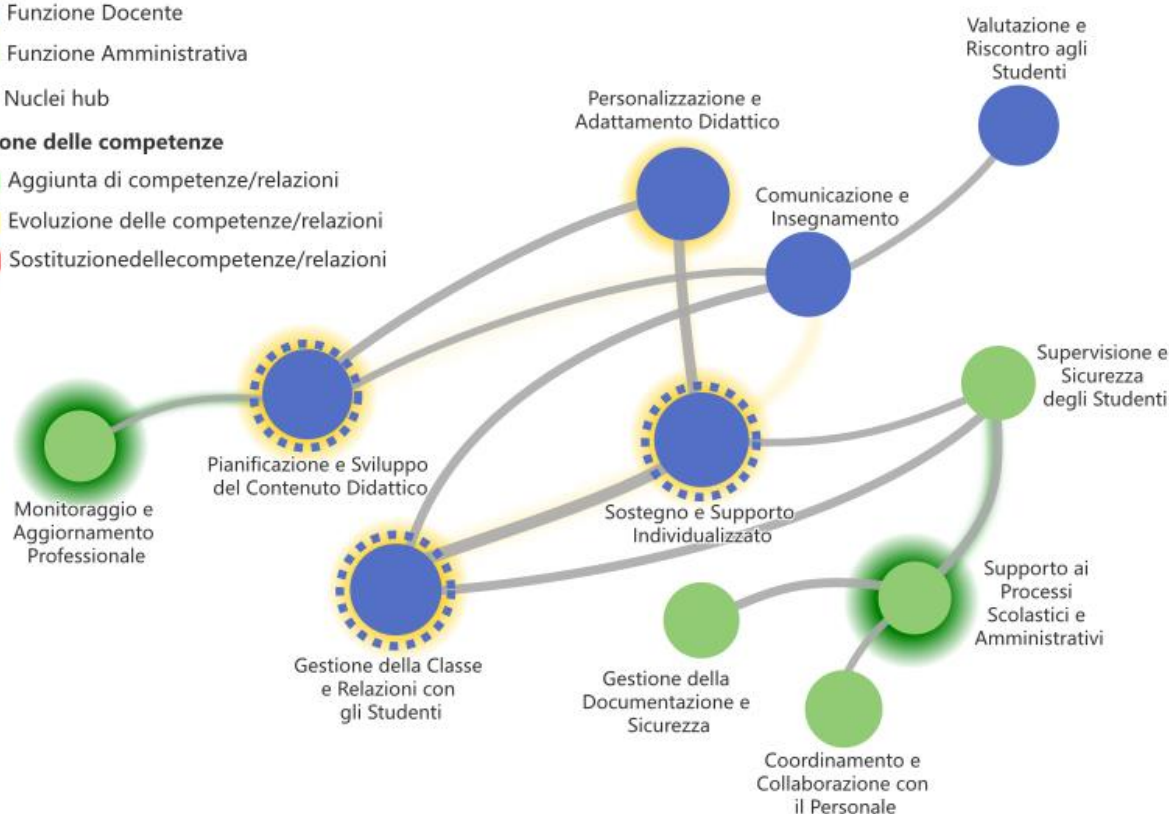 Funzione Docente
Funzione Amministrativa
Nuclei hub
one delle competenze
Aggiunta di competenze/relazioni
Evoluzione delle competenze/relazioni
Sostituzionedellecompetenze/relazioni
Valutazione e
Riscontro agli
Studenti
Personalizzazione e
Adattamento Didattico
Comunicazione e
Insegnamento
Supervisione e
Sicurezza
degli Studenti
Pianificazione e Sviluppo
del Contenuto Didattico
Monitoraggio e
Aggiornamento
Professionale
Sostegno e Supporto
Individualizzato
Supporto ai
Processi
Scolastici e
Amministrativi
Gestione della Classe
e Relazioni con
gli Studenti
Gestione della
Documentazione e
Sicurezza
Coordinamento e
Collaborazione con
il Personale